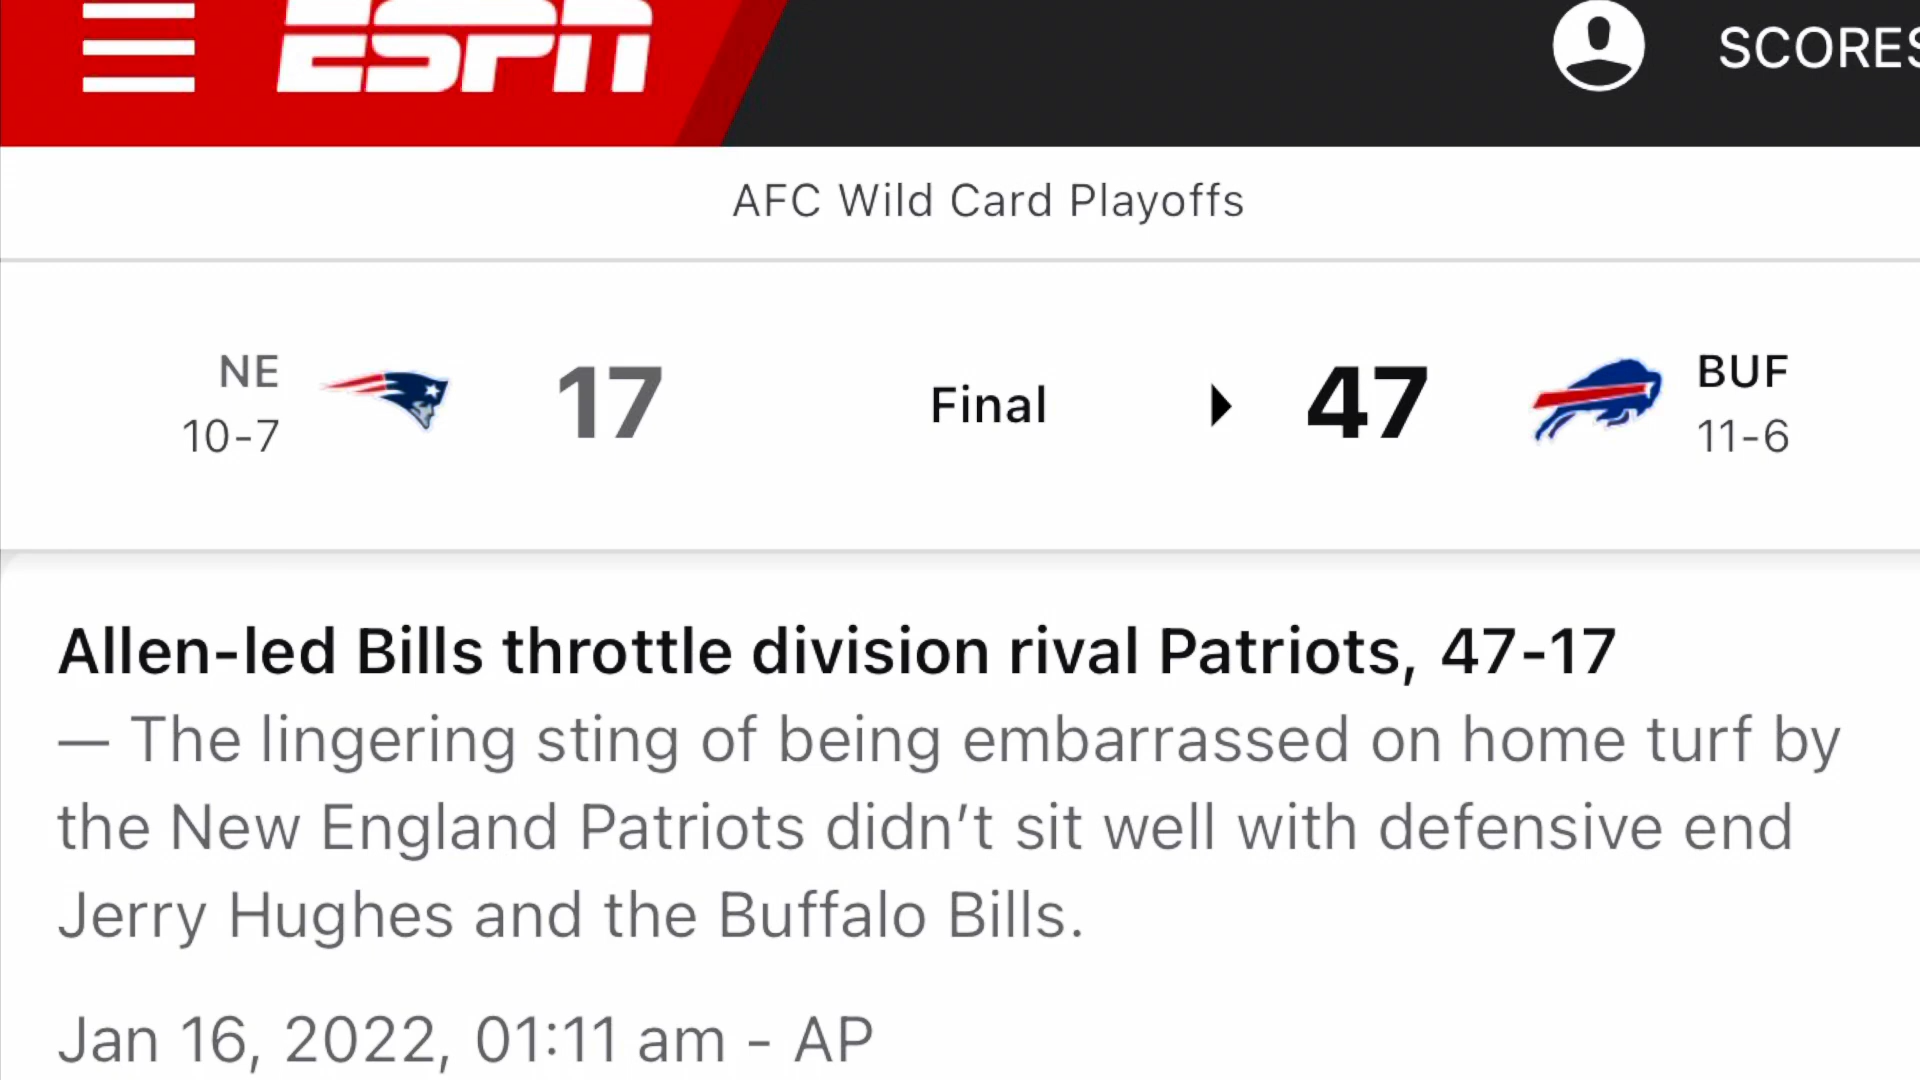 ESPN
SCORES
AFC Wild Card Playoffs
NE 17 Final 47 BUF
10-7 11-6
Allen-led Bills throttle division rival Patriots, 47-17
— The lingering sting of being embarrassed on home turf by
the New England Patriots didn’t sit well with defensive end
Jerry Hughes and the Buffalo Bills.
Jan 16, 2022, 01:11 am - AP